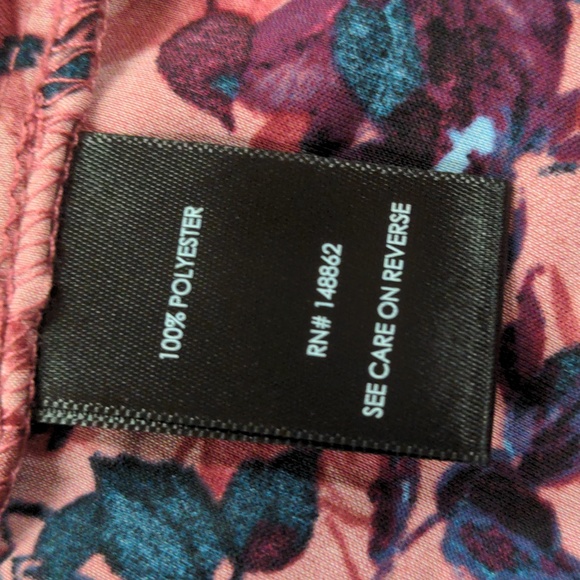 100% POLYESTER
RN# 148862
SEE CARE ON REVERSE